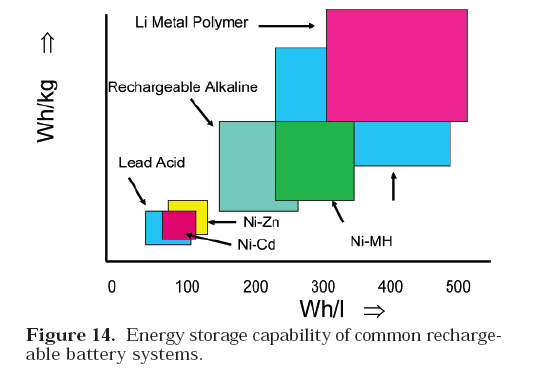 Li Metal Polymer
Rechargeable Alkaline
Wh/kg ⇒
Lead Acid
Ni-Zn
Ni-Cd
Ni-MH
0 100 200 300 400 500
Wh/l ⇒
Figure 14. Energy storage capability of common recharge-
able battery systems.